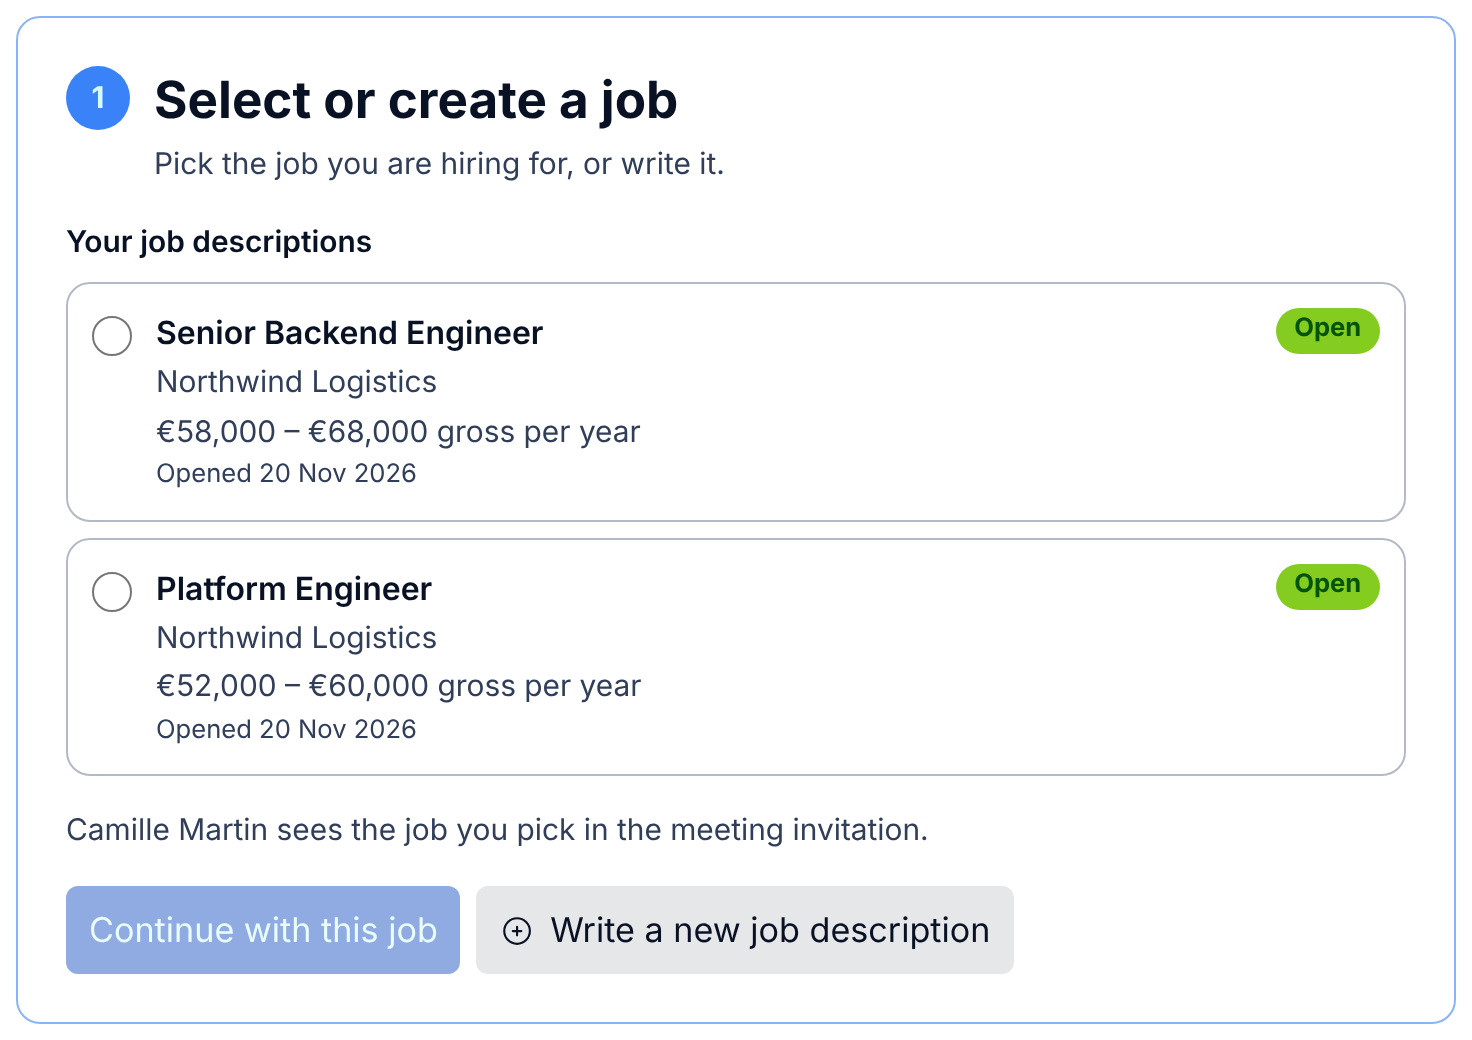 1
Select or create a job
Pick the job you are hiring for, or write it.
Your job descriptions
Senior Backend Engineer
Open
Northwind Logistics
€58,000 – €68,000 gross per year
Opened 20 Nov 2026
Platform Engineer
Open
Northwind Logistics
€52,000 – €60,000 gross per year
Opened 20 Nov 2026
Camille Martin sees the job you pick in the meeting invitation.
Continue with this job
Write a new job description